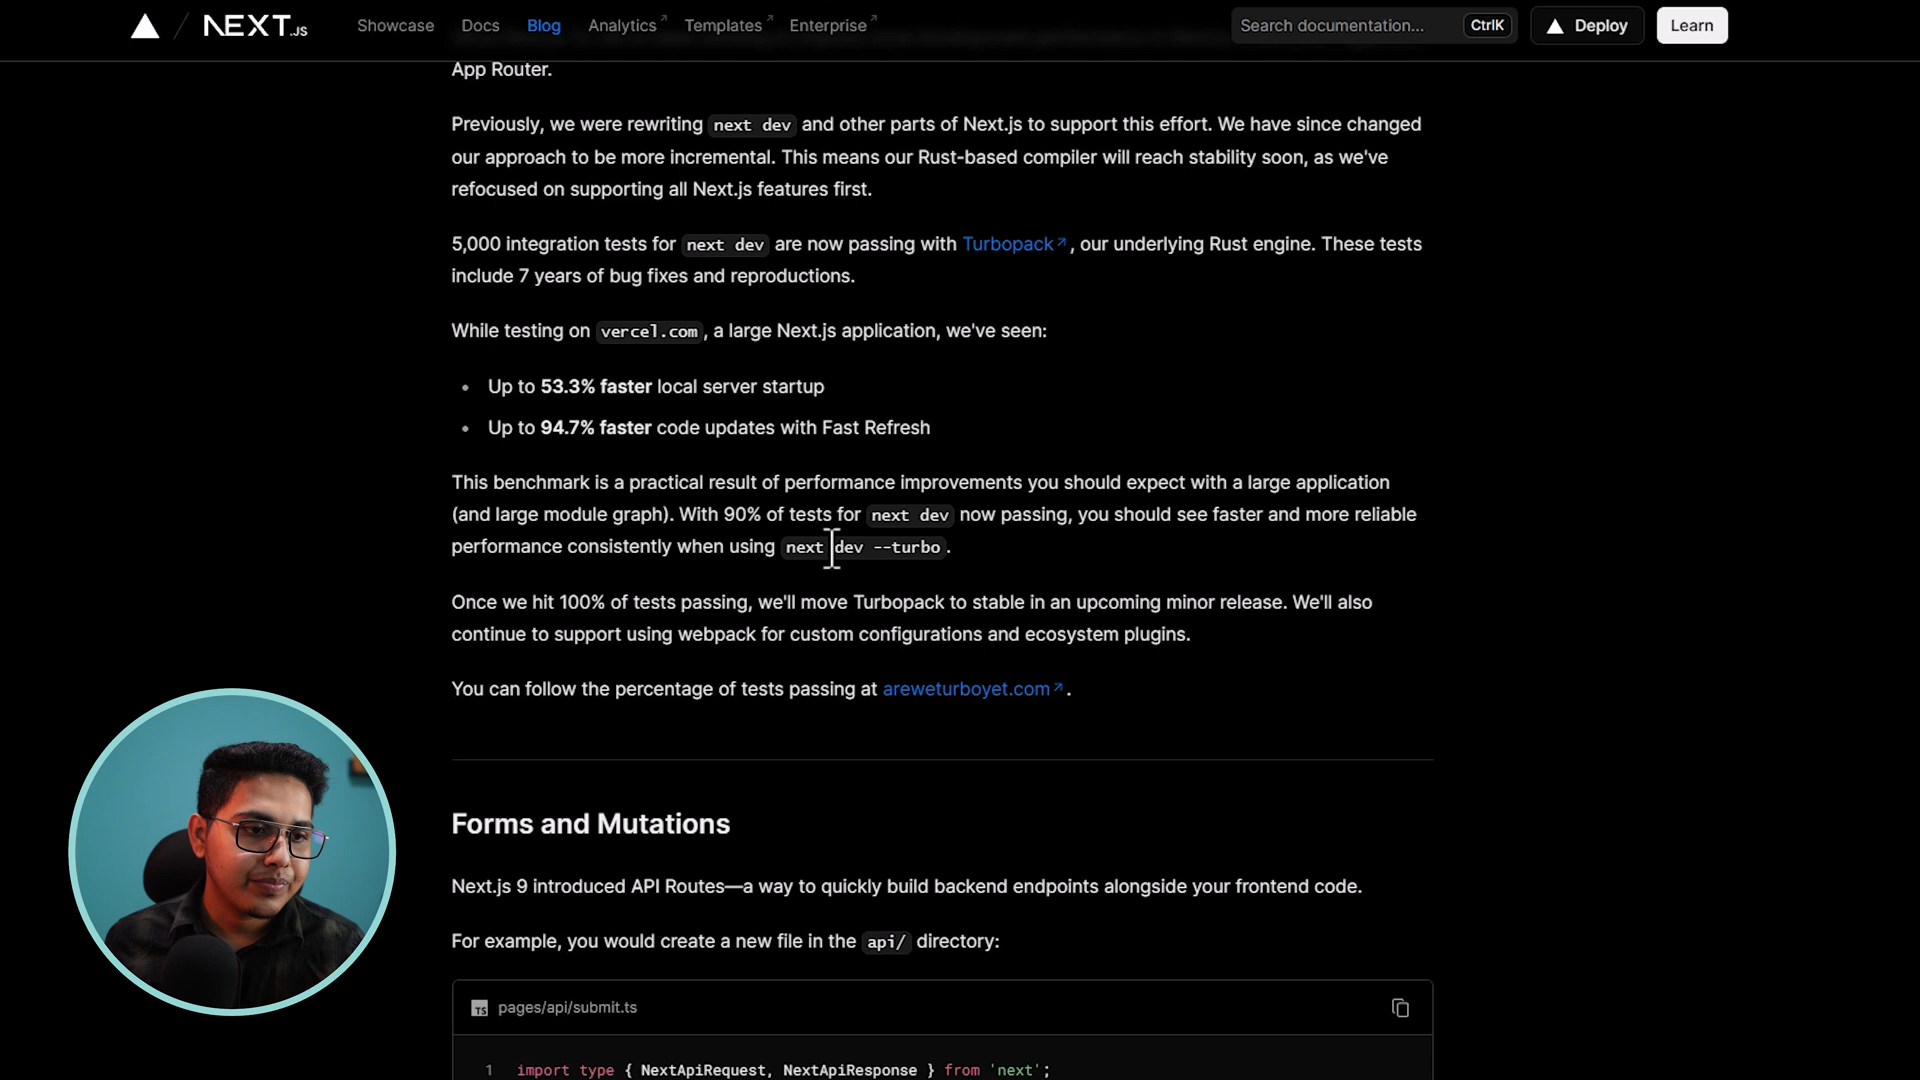 NEXT.JS Showcase Docs Blog Analytics Templates Enterprise Search documentation... CtrlK Deploy Learn
App Router.
Previously, we were rewriting next dev and other parts of Next.js to support this effort. We have since changed
our approach to be more incremental. This means our Rust-based compiler will reach stability soon, as we've
refocused on supporting all Next.js features first.
5,000 integration tests for next dev are now passing with Turbopack, our underlying Rust engine. These tests
include 7 years of bug fixes and reproductions.
While testing on vercel.com, a large Next.js application, we've seen:
• Up to 53.3% faster local server startup
• Up to 94.7% faster code updates with Fast Refresh
This benchmark is a practical result of performance improvements you should expect with a large application
(and large module graph). With 90% of tests for next dev now passing, you should see faster and more reliable
performance consistently when using next dev --turbo.
Once we hit 100% of tests passing, we'll move Turbopack to stable in an upcoming minor release. We'll also
continue to support using webpack for custom configurations and ecosystem plugins.
You can follow the percentage of tests passing at areweturboyet.com.
Forms and Mutations
Next.js 9 introduced API Routes—a way to quickly build backend endpoints alongside your frontend code.
For example, you would create a new file in the api/ directory:
TS pages/api/submit.ts
1 import type { NextApiRequest, NextApiResponse } from 'next';